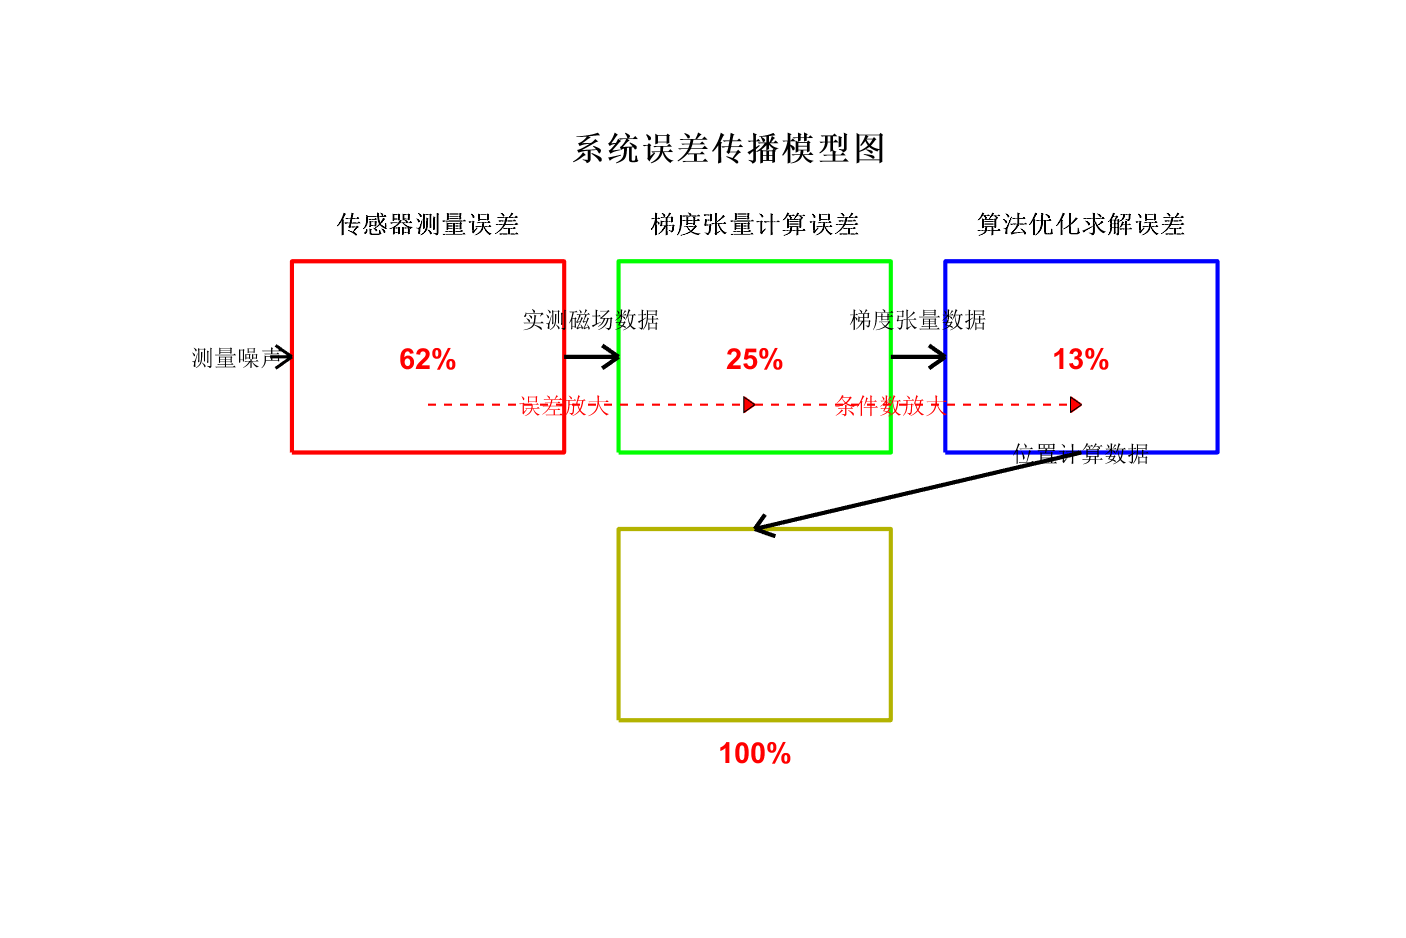 系统误差传播模型图
传感器测量误差
梯度张量计算误差
算法优化求解误差
实测磁场数据
梯度张量数据
测量噪声
62%
25%
13%
误差放大
条件数放大
位置计算数据
100%